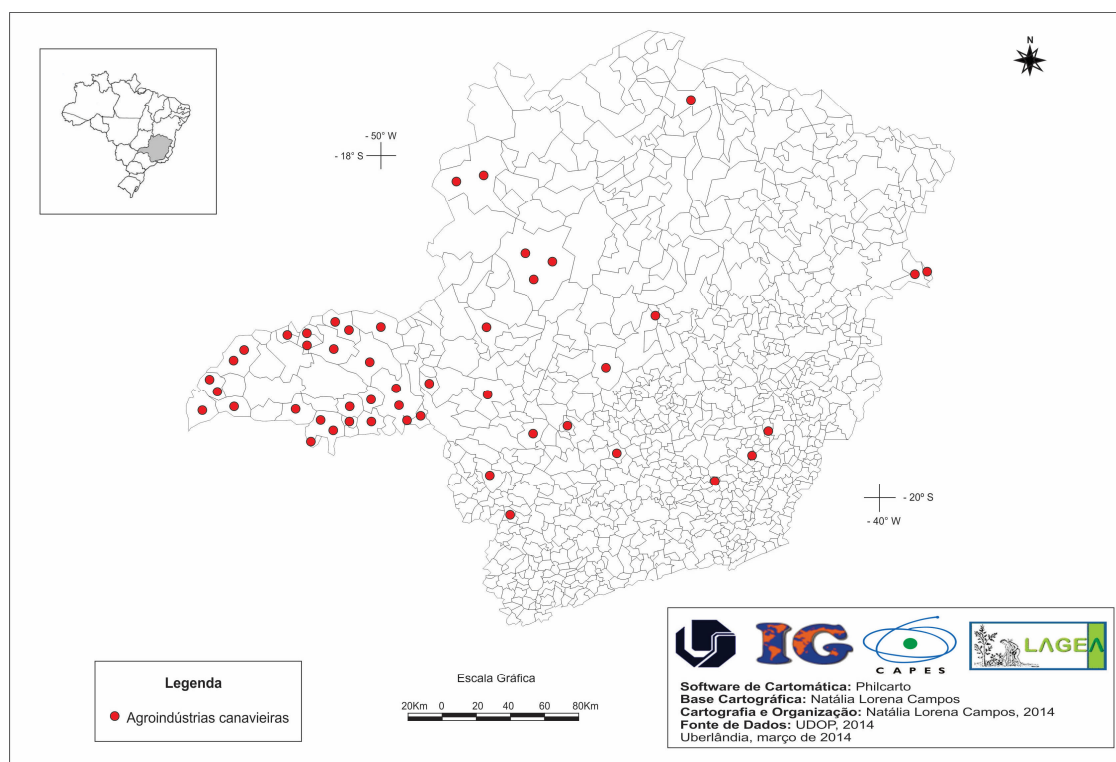 N
- 50° W
- 18° S
- 20º S
- 40° W
Legenda
Agroindústrias canavieiras
Escala Gráfica
20Km 0 20 40 60 80Km
IG
CAPES
LAGEA
Software de Cartomática: Philcarto
Base Cartográfica: Natália Lorena Campos
Cartografia e Organização: Natália Lorena Campos, 2014
Fonte de Dados: UDOP, 2014
Uberlândia, março de 2014